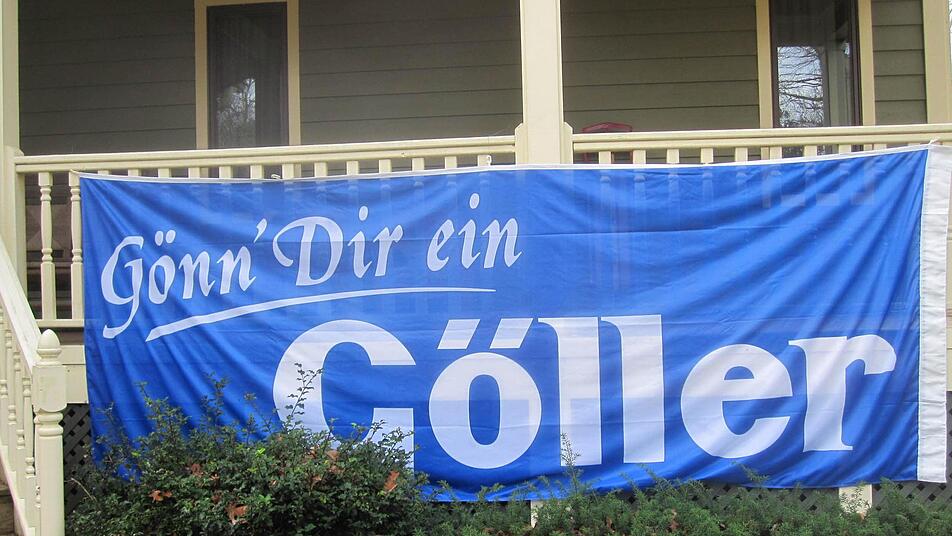 Gönn' Dir ein
Göller